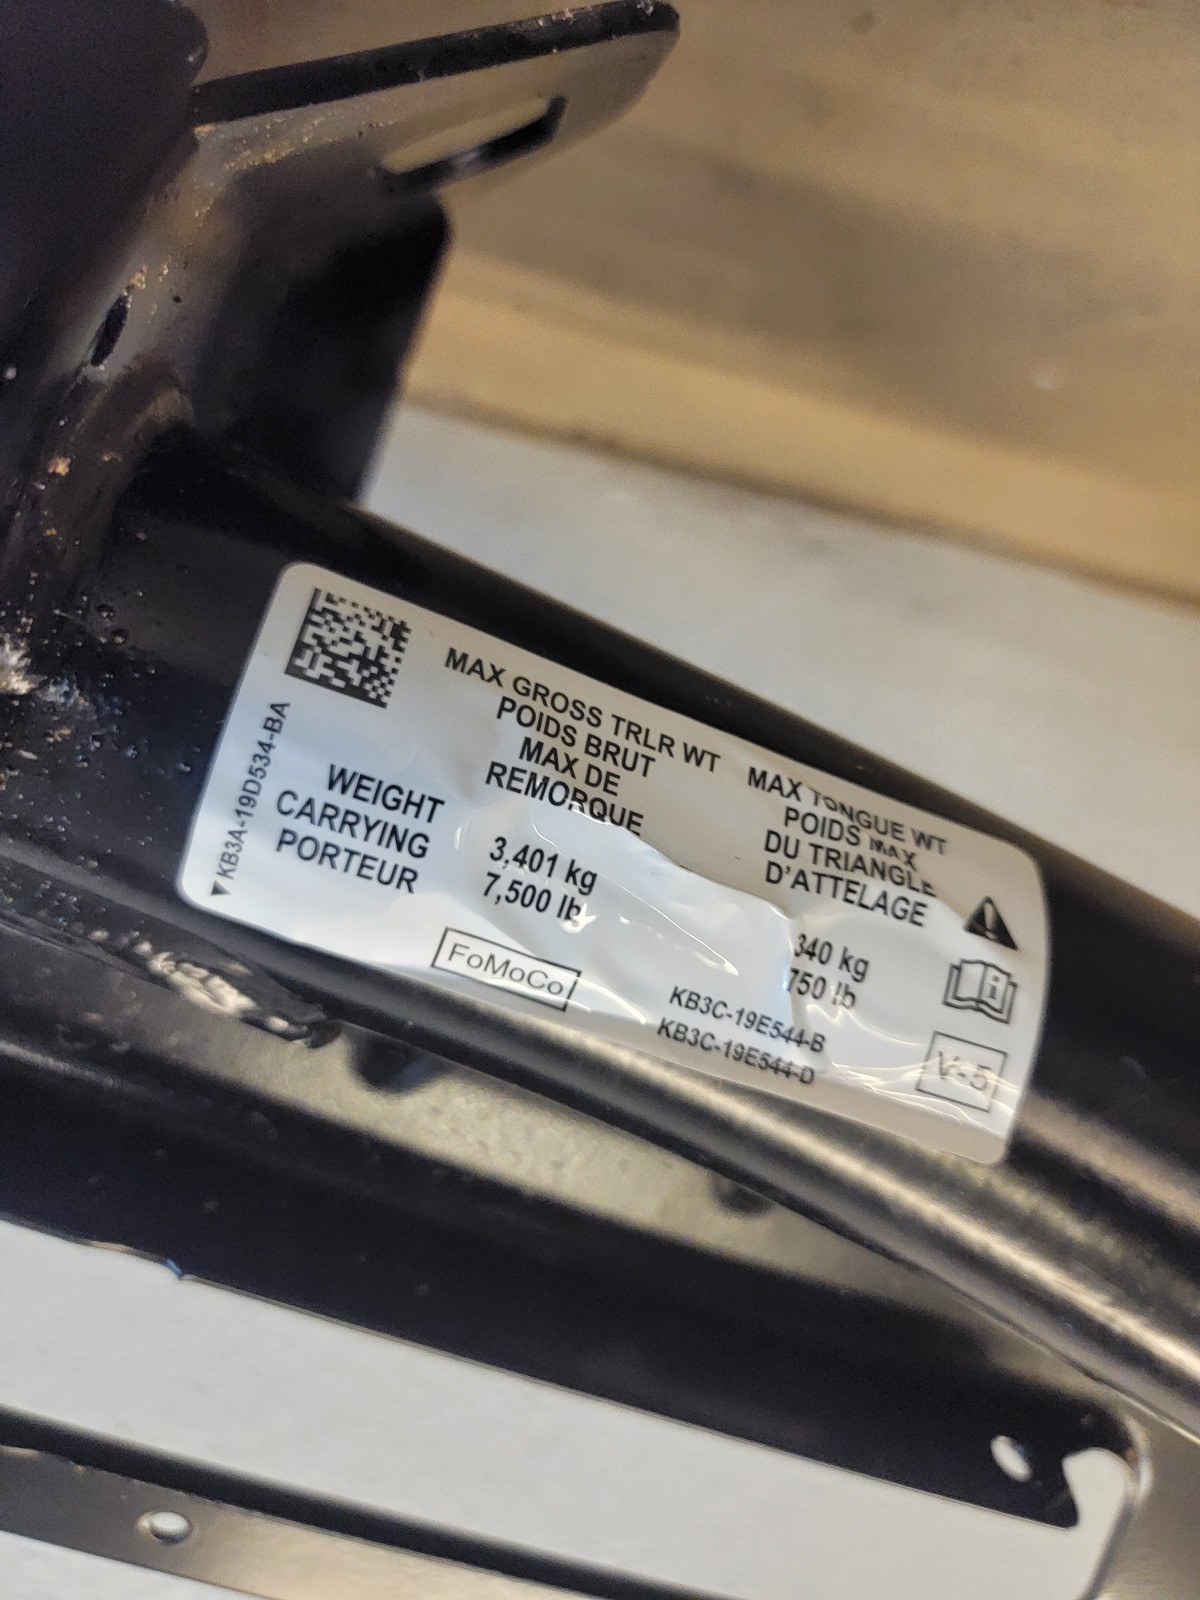 ▼KB3A-19D534-BA
MAX GROSS TRLR WT
POIDS BRUT
MAX DE
REMORQUE
MAX TONGUE WT
POIDS MAX
DU TRIANGLE
D'ATTELAGE
WEIGHT
CARRYING
PORTEUR
3,401 kg
7,500 lb
340 kg
750 lb
FoMoCo
KB3C-19E544-B
KB3C-19E544-D
V-5